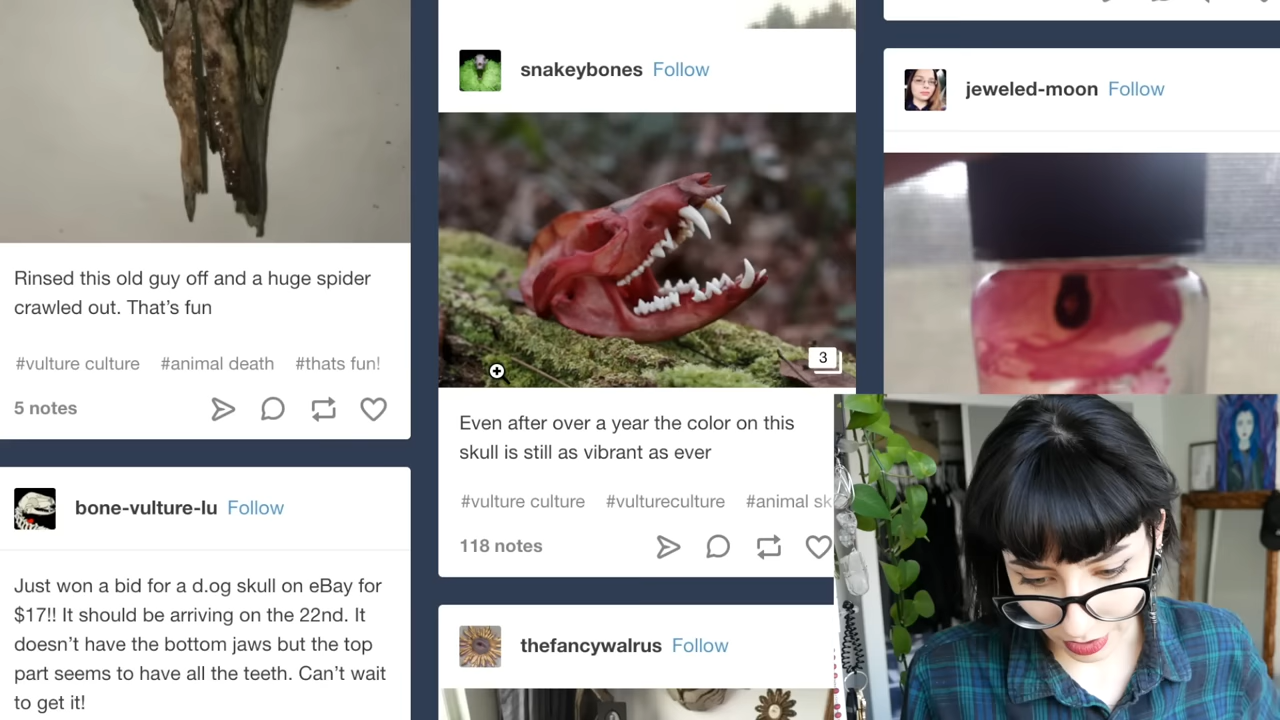 Rinsed this old guy off and a huge spider
crawled out. That’s fun
#vulture culture #animal death #thats fun!
5 notes
bone-vulture-lu Follow
Just won a bid for a d.og skull on eBay for
$17!! It should be arriving on the 22nd. It
doesn’t have the bottom jaws but the top
part seems to have all the teeth. Can’t wait
to get it!
snakeybones Follow
3
Even after over a year the color on this
skull is still as vibrant as ever
#vulture culture #vultureculture #animal sk
118 notes
thefancywalrus Follow
jeweled-moon Follow